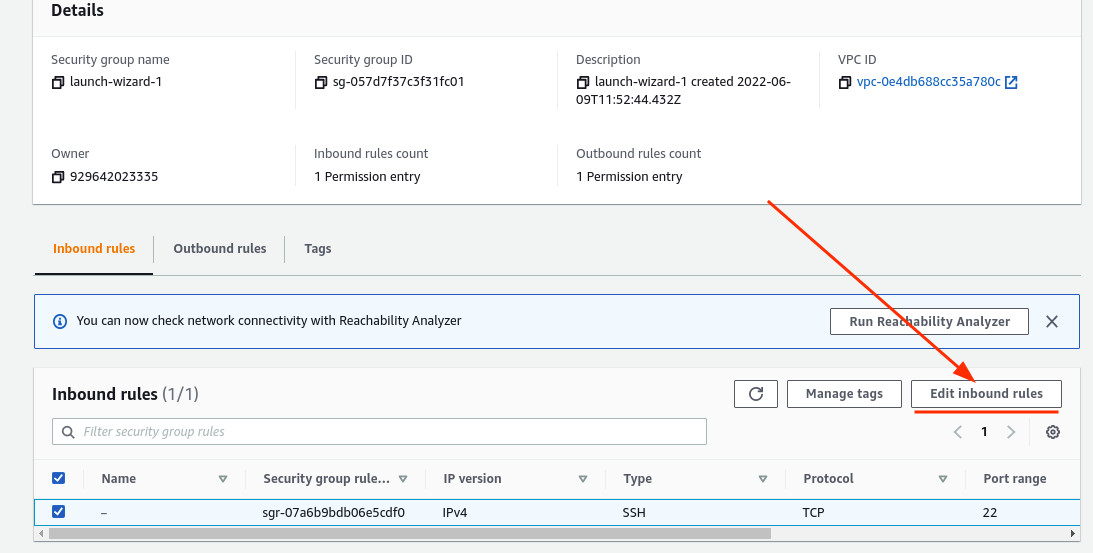 Details
Security group name
launch-wizard-1
Security group ID
sg-057d7f37c3f31fc01
Description
launch-wizard-1 created 2022-06-
09T11:52:44.432Z
VPC ID
vpc-0e4db688cc35a780c
Owner
929642023335
Inbound rules count
1 Permission entry
Outbound rules count
1 Permission entry
Inbound rules
Outbound rules
Tags
You can now check network connectivity with Reachability Analyzer
Run Reachability Analyzer
Inbound rules (1/1)
Manage tags
Edit inbound rules
Filter security group rules
1
Name
Security group rule...
IP version
Type
Protocol
Port range
–
sgr-07a6b9bdb06e5cdf0
IPv4
SSH
TCP
22